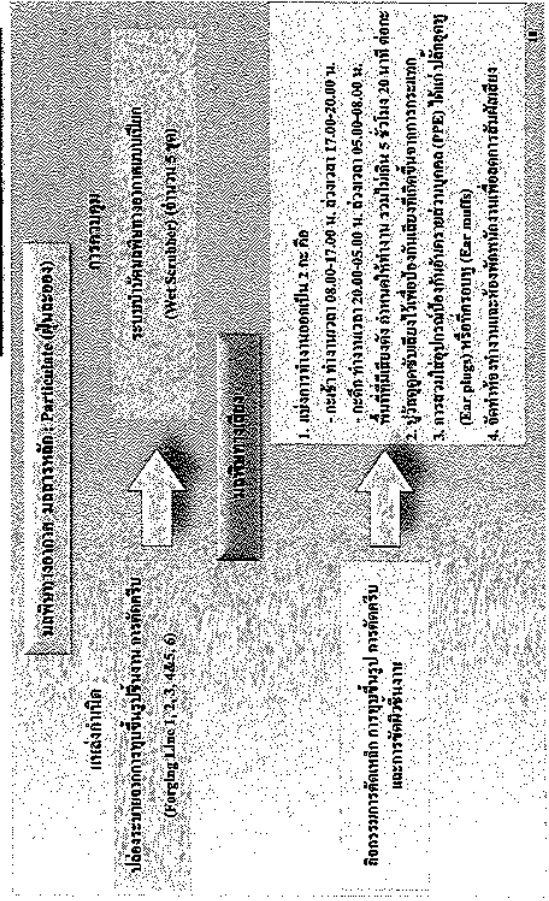 มลพิษทางอากาศ มลสารหลัก : Particulate (ฝุ่นละออง)
แหล่งกำเนิด
การควบคุม
ปล่องระบายจากการทุบขึ้นรูปชิ้นงาน การตัดครีบ
(Forging Line 1, 2, 3, 4&5, 6)
ระบบบำบัดมลพิษทางอากาศแบบเปียก
(Wet Scrubber) (จำนวน 5 ชุด)
มลพิษทางเสียง
กิจกรรมการตัดเหล็ก การทุบขึ้นรูป การตัดครีบ
และการขัดผิวชิ้นงาน
1. แบ่งการทำงานออกเป็น 2 กะ คือ
- กะเช้า ทำงานเวลา 08.00-17.00 น. ล่วงเวลา 17.00-20.00 น.
- กะดึก ทำงานเวลา 20.00-05.00 น. ล่วงเวลา 05.00-08.00 น.
พื้นที่ที่มีเสียงดัง กำหนดให้ทำงาน รวมไม่เกิน 5 ชั่วโมง 20 นาที ต่อกะ
2. ปูวัสดุดูดซับเสียงไว้เพื่อป้องกันเสียงที่เกิดขึ้นจากการกระแทก
3. การสวมใส่อุปกรณ์ป้องกันอันตรายส่วนบุคคล (PPE) ได้แก่ ปลั๊กอุดหู
(Ear plugs) หรือที่ครอบหู (Ear muffs)
4. จัดทำห้องทำงานและห้องพักพนักงานเพื่อลดการสัมผัสเสียง
18